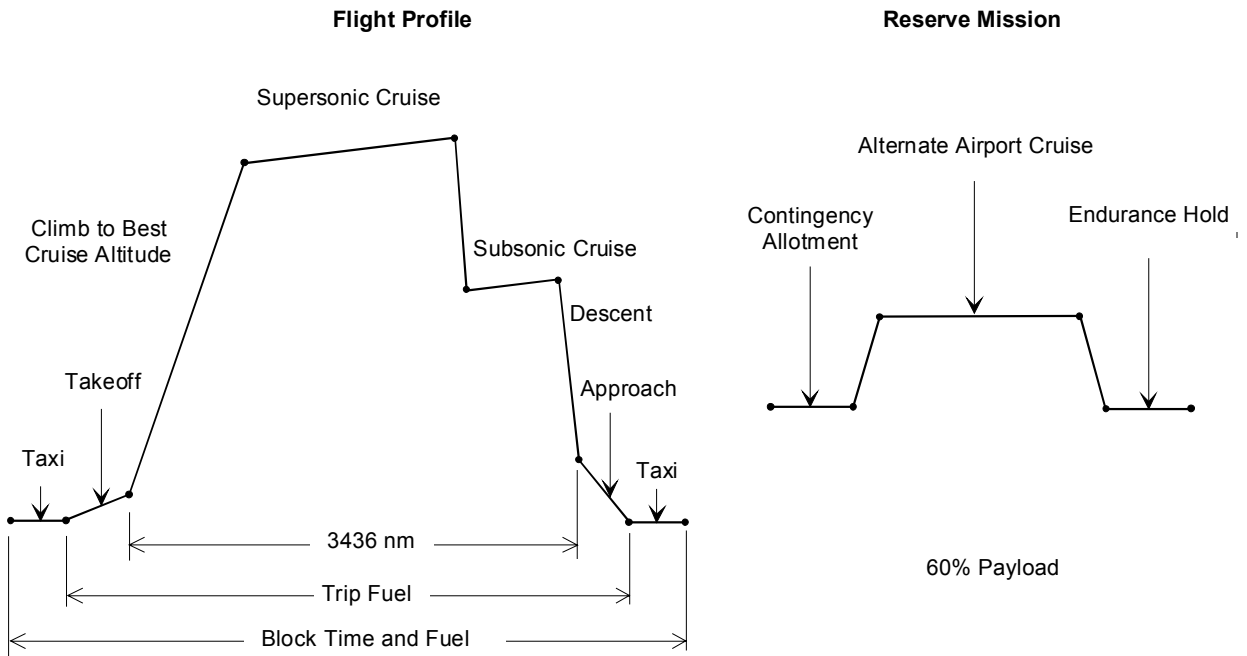 Flight Profile
Reserve Mission
Supersonic Cruise
Alternate Airport Cruise
Climb to Best
Cruise Altitude
Contingency
Allotment
Endurance Hold
Subsonic Cruise
Descent
Takeoff
Approach
Taxi
Taxi
3436 nm
60% Payload
Trip Fuel
Block Time and Fuel